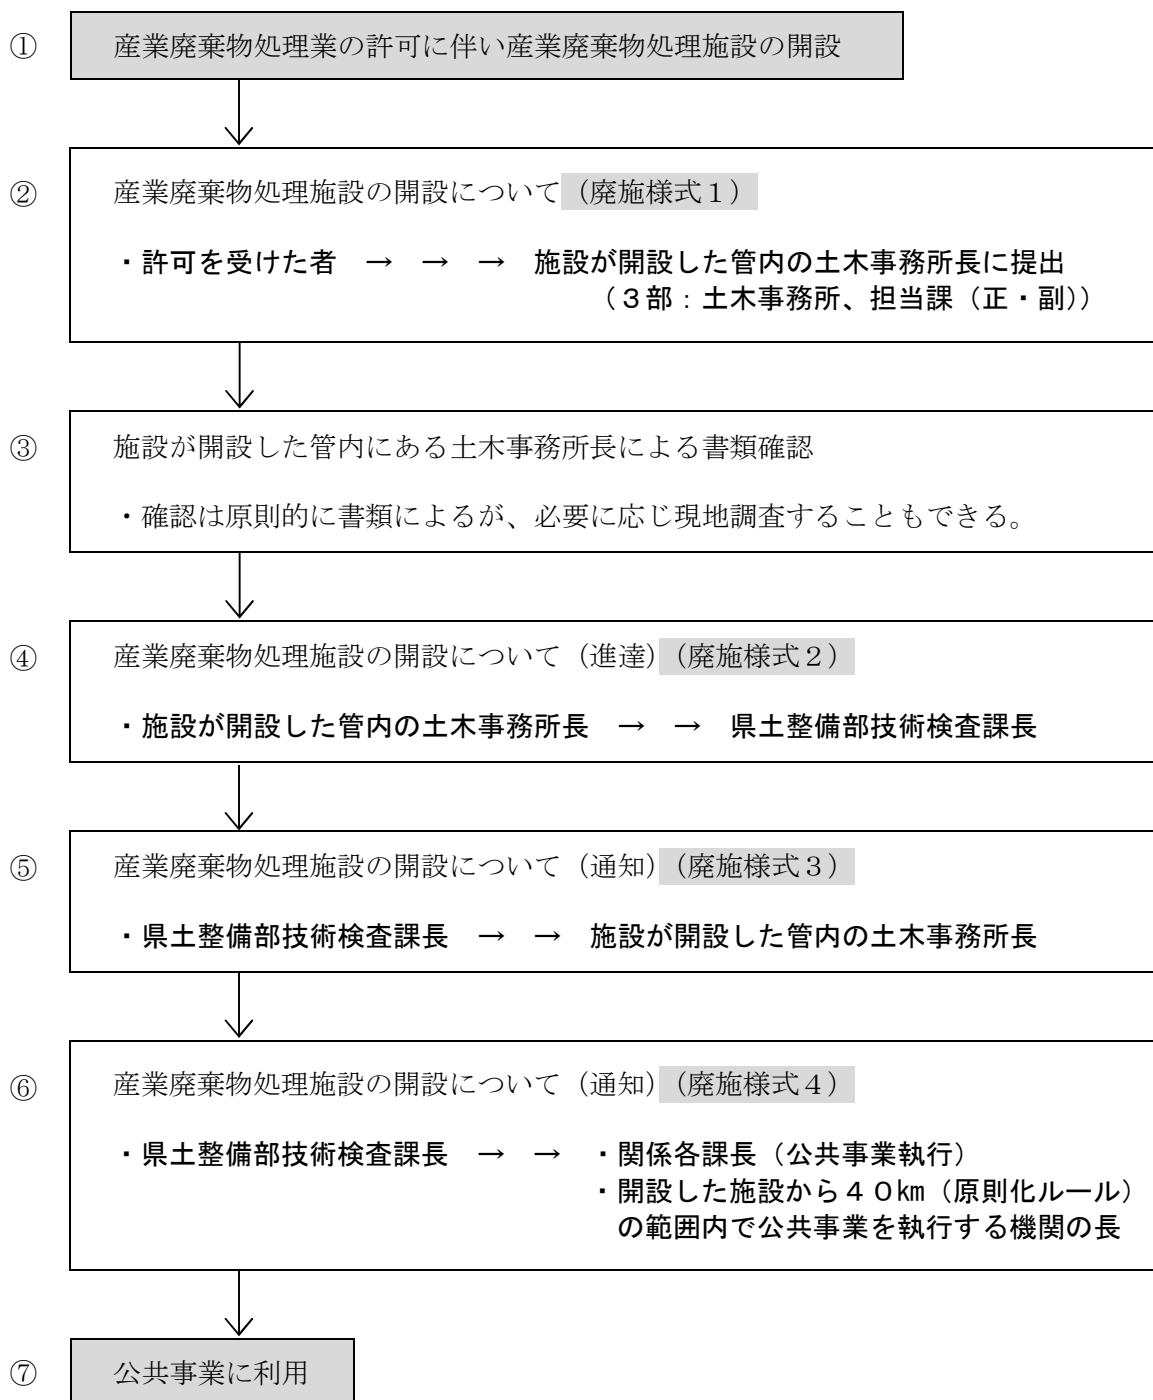 ① 産業廃棄物処理業の許可に伴い産業廃棄物処理施設の開設
② 産業廃棄物処理施設の開設について（廃施様式１）
・許可を受けた者　→　→　→　施設が開設した管内の土木事務所長に提出
（３部：土木事務所、担当課（正・副））
③ 施設が開設した管内にある土木事務所長による書類確認
・確認は原則的に書類によるが、必要に応じ現地調査することもできる。
④ 産業廃棄物処理施設の開設について（進達）（廃施様式２）
・施設が開設した管内の土木事務所長　→　→　県土整備部技術検査課長
⑤ 産業廃棄物処理施設の開設について（通知）（廃施様式３）
・県土整備部技術検査課長　→　→　施設が開設した管内の土木事務所長
⑥ 産業廃棄物処理施設の開設について（通知）（廃施様式４）
・県土整備部技術検査課長　→　→　・関係各課長（公共事業執行）
・開設した施設から４０㎞（原則化ルール）
の範囲内で公共事業を執行する機関の長
⑦ 公共事業に利用